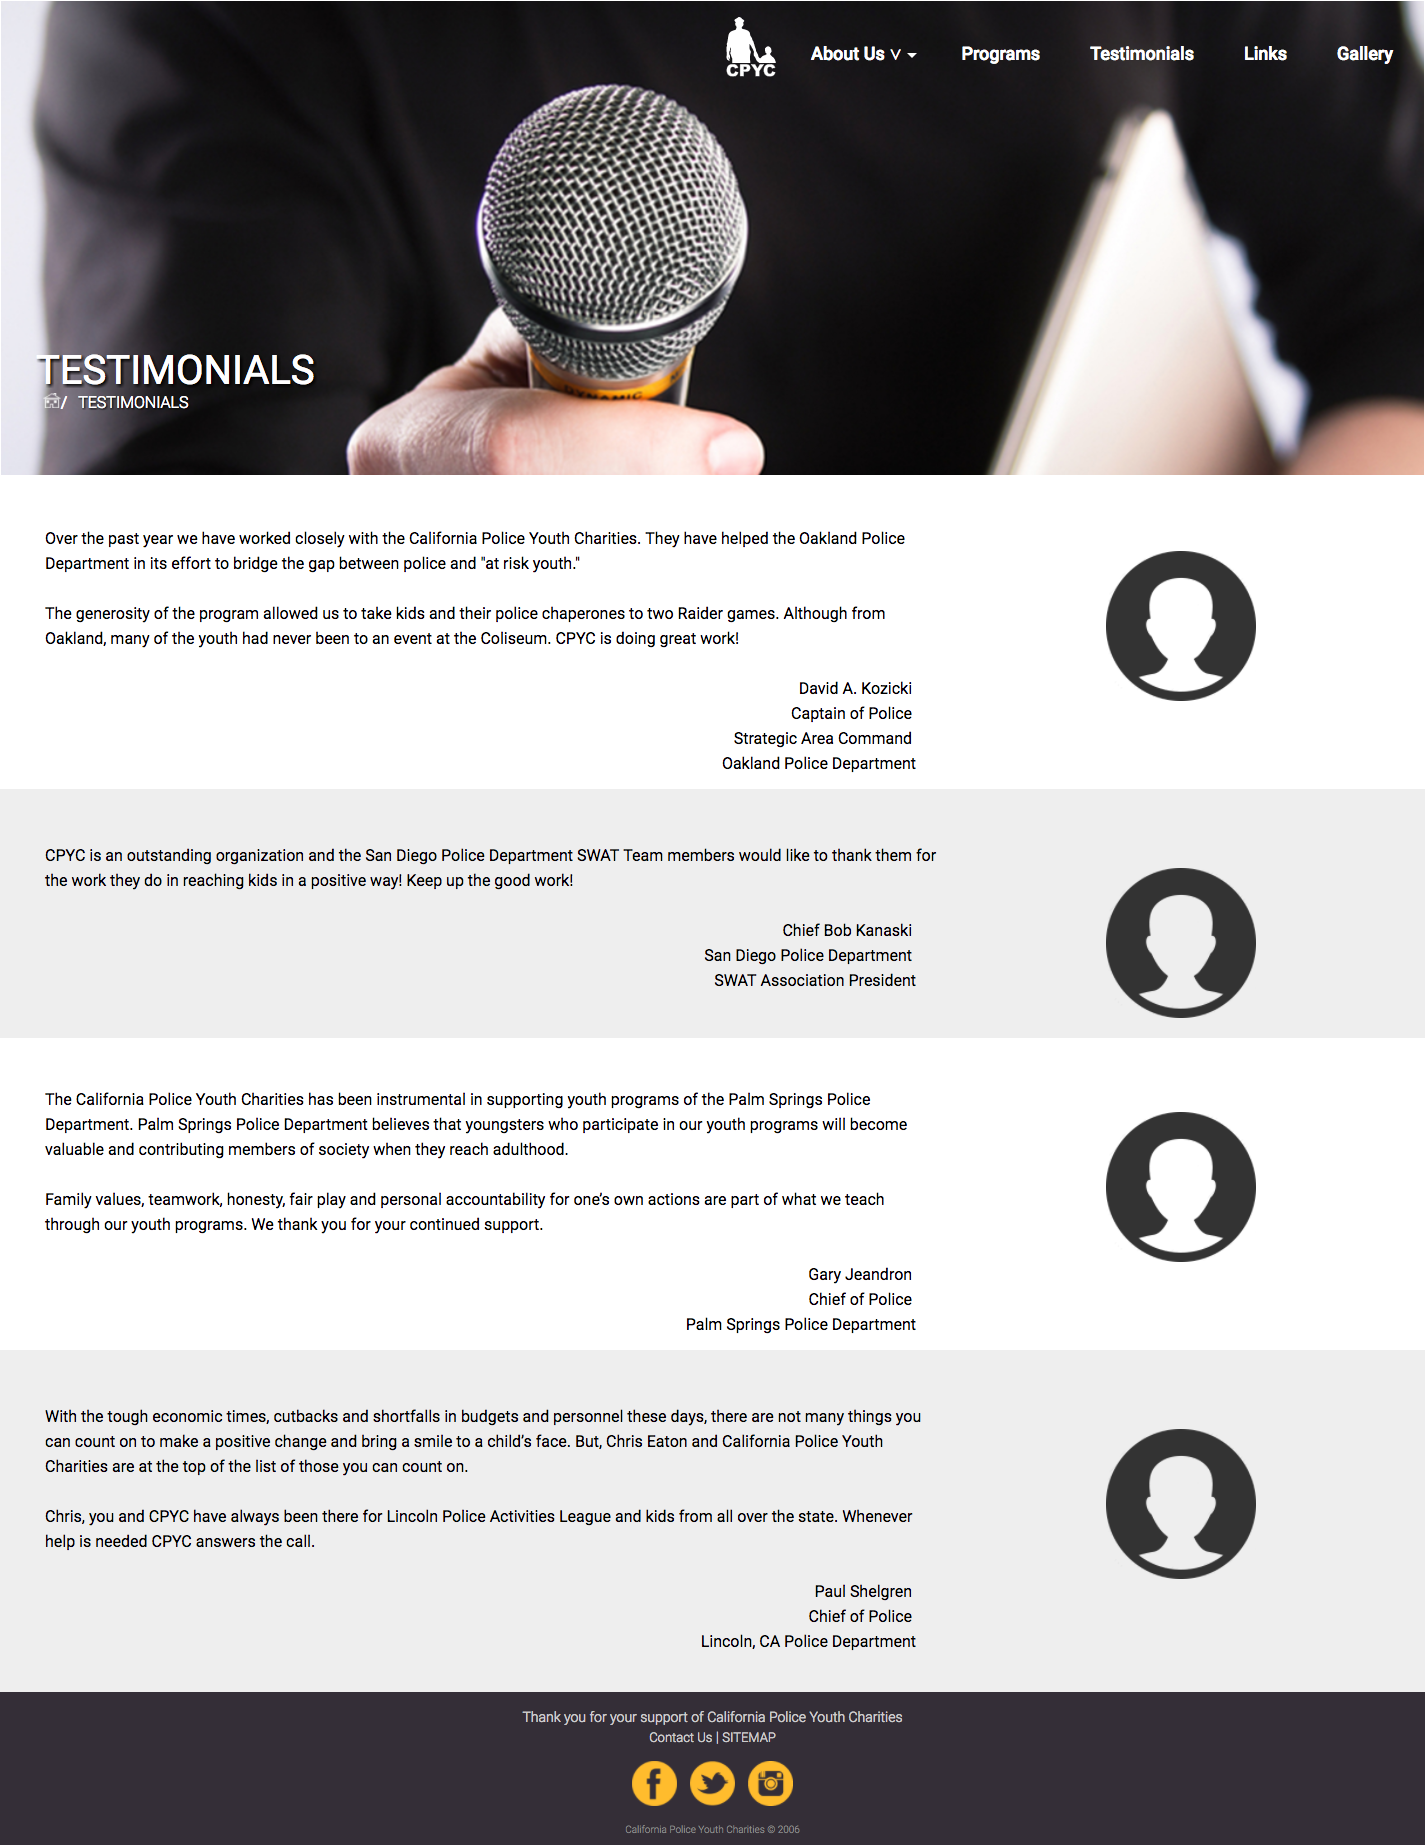 CPYC
About Us V
Programs
Testimonials
Links
Gallery
DYNAMIC
TESTIMONIALS
/ TESTIMONIALS
Over the past year we have worked closely with the California Police Youth Charities. They have helped the Oakland Police
Department in its effort to bridge the gap between police and "at risk youth."
The generosity of the program allowed us to take kids and their police chaperones to two Raider games. Although from
Oakland, many of the youth had never been to an event at the Coliseum. CPYC is doing great work!
David A. Kozicki
Captain of Police
Strategic Area Command
Oakland Police Department
CPYC is an outstanding organization and the San Diego Police Department SWAT Team members would like to thank them for
the work they do in reaching kids in a positive way! Keep up the good work!
Chief Bob Kanaski
San Diego Police Department
SWAT Association President
The California Police Youth Charities has been instrumental in supporting youth programs of the Palm Springs Police
Department. Palm Springs Police Department believes that youngsters who participate in our youth programs will become
valuable and contributing members of society when they reach adulthood.
Family values, teamwork, honesty, fair play and personal accountability for one’s own actions are part of what we teach
through our youth programs. We thank you for your continued support.
Gary Jeandron
Chief of Police
Palm Springs Police Department
With the tough economic times, cutbacks and shortfalls in budgets and personnel these days, there are not many things you
can count on to make a positive change and bring a smile to a child’s face. But, Chris Eaton and California Police Youth
Charities are at the top of the list of those you can count on.
Chris, you and CPYC have always been there for Lincoln Police Activities League and kids from all over the state. Whenever
help is needed CPYC answers the call.
Paul Shelgren
Chief of Police
Lincoln, CA Police Department
Thank you for your support of California Police Youth Charities
Contact Us | SITEMAP
California Police Youth Charities © 2006